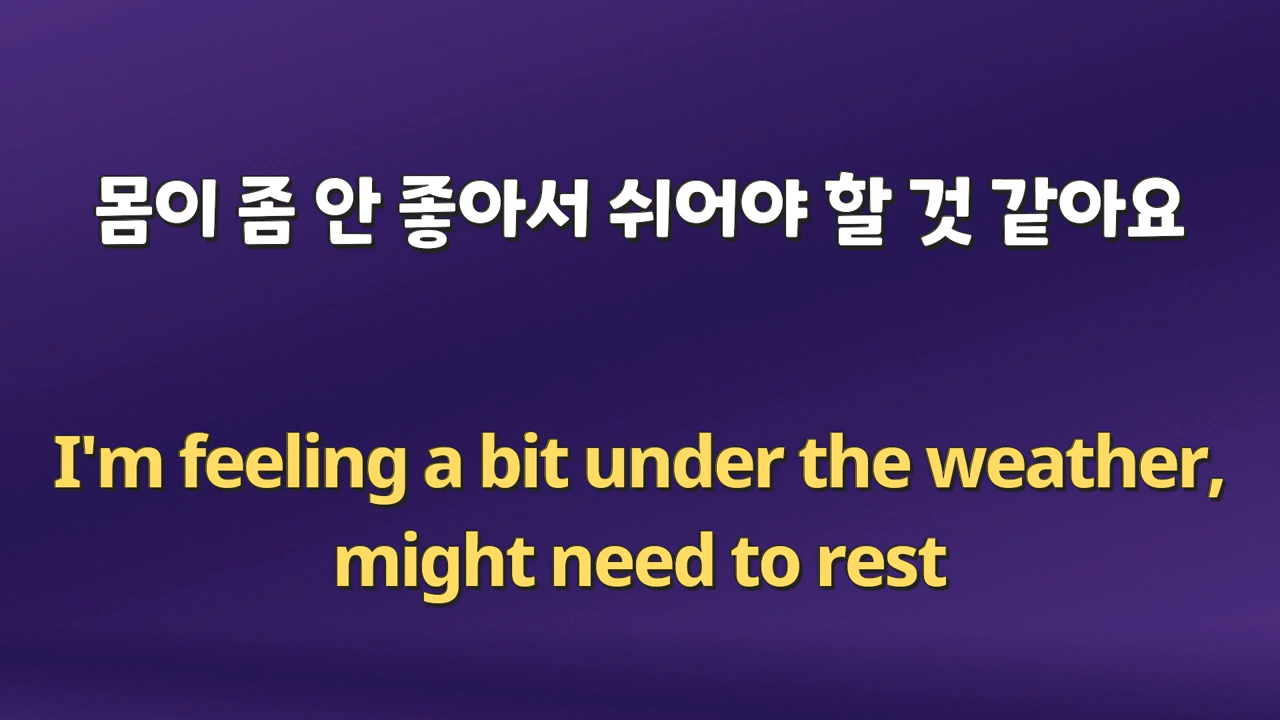 몸이 좀 안 좋아서 쉬어야 할 것 같아요
I'm feeling a bit under the weather,
might need to rest